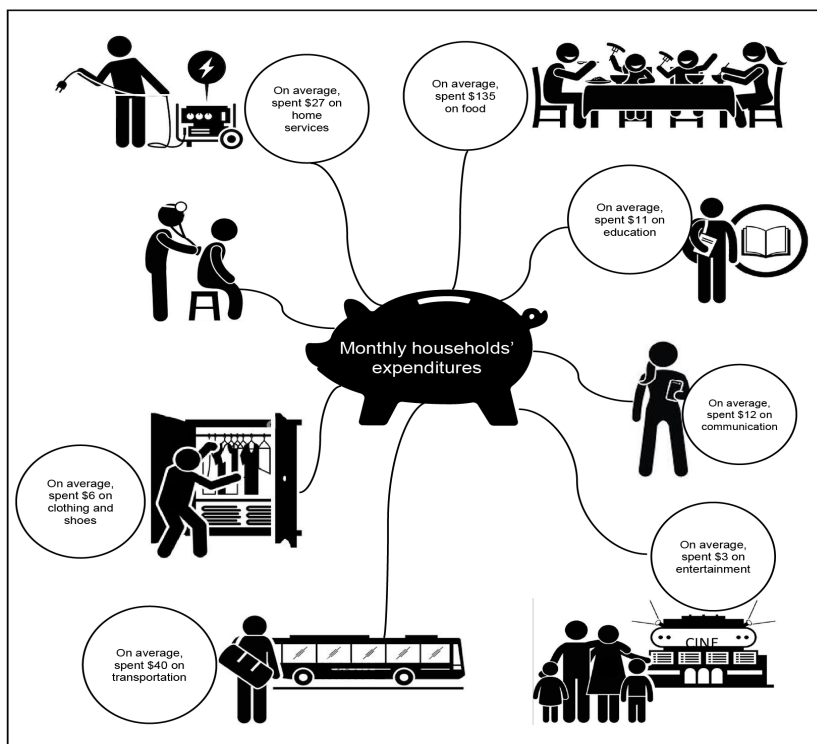 On average,
spent $27 on
home
services
On average,
spent $135
on food
On average,
spent $11 on
education
Monthly households’
expenditures
On average,
spent $12 on
communication
On average,
spent $6 on
clothing and
shoes
On average,
spent $3 on
entertainment
On average,
spent $40 on
transportation
CINE